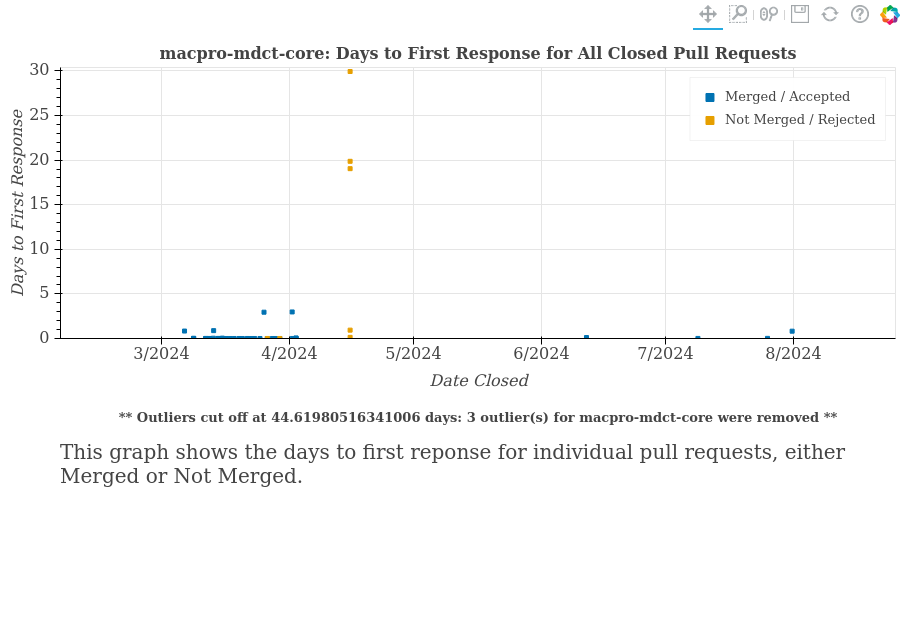 macpro-mdct-core: Days to First Response for All Closed Pull Requests
30
25
20
15
10
5
0
Days to First Response
Merged / Accepted
Not Merged / Rejected
3/2024 4/2024 5/2024 6/2024 7/2024 8/2024
Date Closed
** Outliers cut off at 44.61980516341006 days: 3 outlier(s) for macpro-mdct-core were removed **
This graph shows the days to first reponse for individual pull requests, either
Merged or Not Merged.